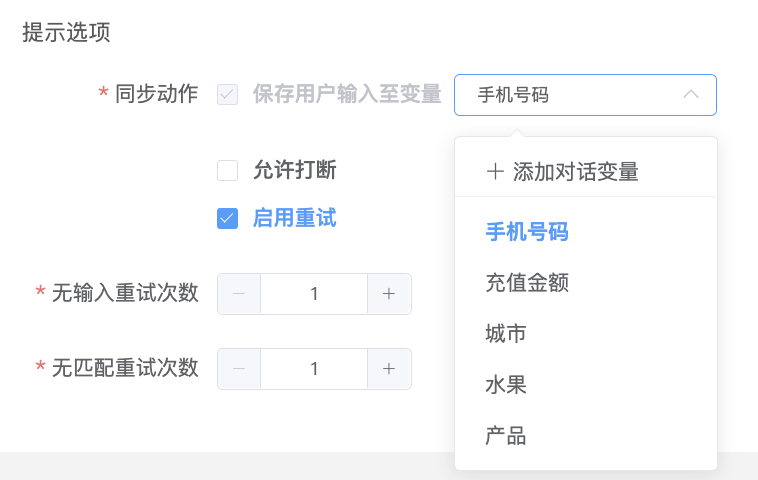 提示选项
* 同步动作 保存用户输入至变量 手机号码
允许打断
启用重试
* 无输入重试次数 − 1 +
* 无匹配重试次数 − 1 +
+ 添加对话变量
手机号码
充值金额
城市
水果
产品